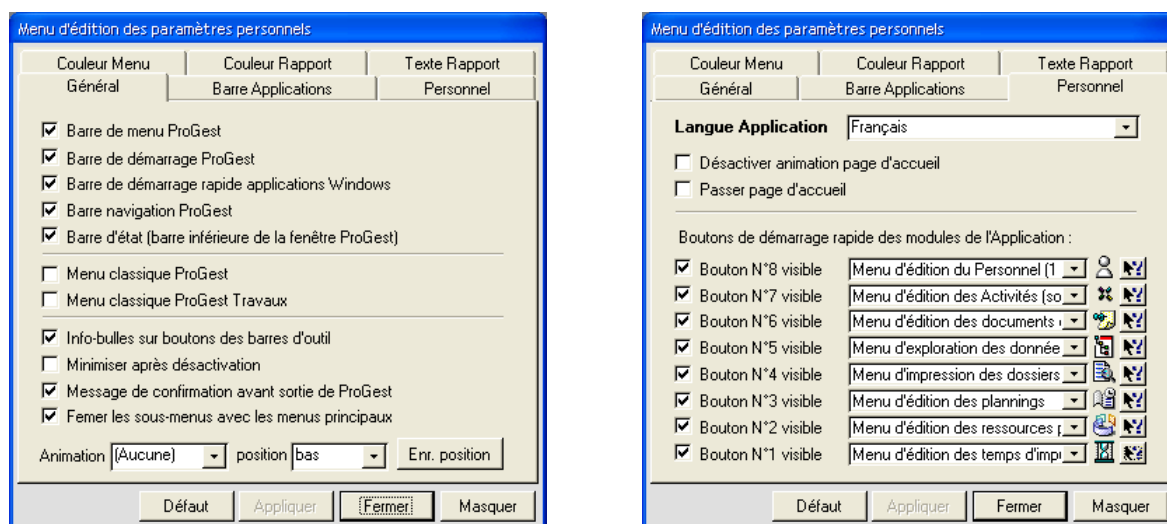 Menu d'édition des paramètres personnels
Couleur Menu
Couleur Rapport
Texte Rapport
Général
Barre Applications
Personnel
Barre de menu ProGest
Barre de démarrage ProGest
Barre de démarrage rapide applications Windows
Barre navigation ProGest
Barre d'état (barre inférieure de la fenêtre ProGest)
Menu classique ProGest
Menu classique ProGest Travaux
Info-bulles sur boutons des barres d'outil
Minimiser après désactivation
Message de confirmation avant sortie de ProGest
Femer les sous-menus avec les menus principaux
Animation (Aucune) position bas Enr. position
Défaut Appliquer Fermer Masquer
Menu d'édition des paramètres personnels
Couleur Menu
Couleur Rapport
Texte Rapport
Général
Barre Applications
Personnel
Langue Application Français
Désactiver animation page d'accueil
Passer page d'accueil
Boutons de démarrage rapide des modules de l'Application :
Bouton N°8 visible Menu d'édition du Personnel (1
Bouton N°7 visible Menu d'édition des Activités (so
Bouton N°6 visible Menu d'édition des documents
Bouton N°5 visible Menu d'exploration des donnée
Bouton N°4 visible Menu d'impression des dossiers
Bouton N°3 visible Menu d'édition des plannings
Bouton N°2 visible Menu d'édition des ressources
Bouton N°1 visible Menu d'édition des temps d'imp
Défaut Appliquer Fermer Masquer